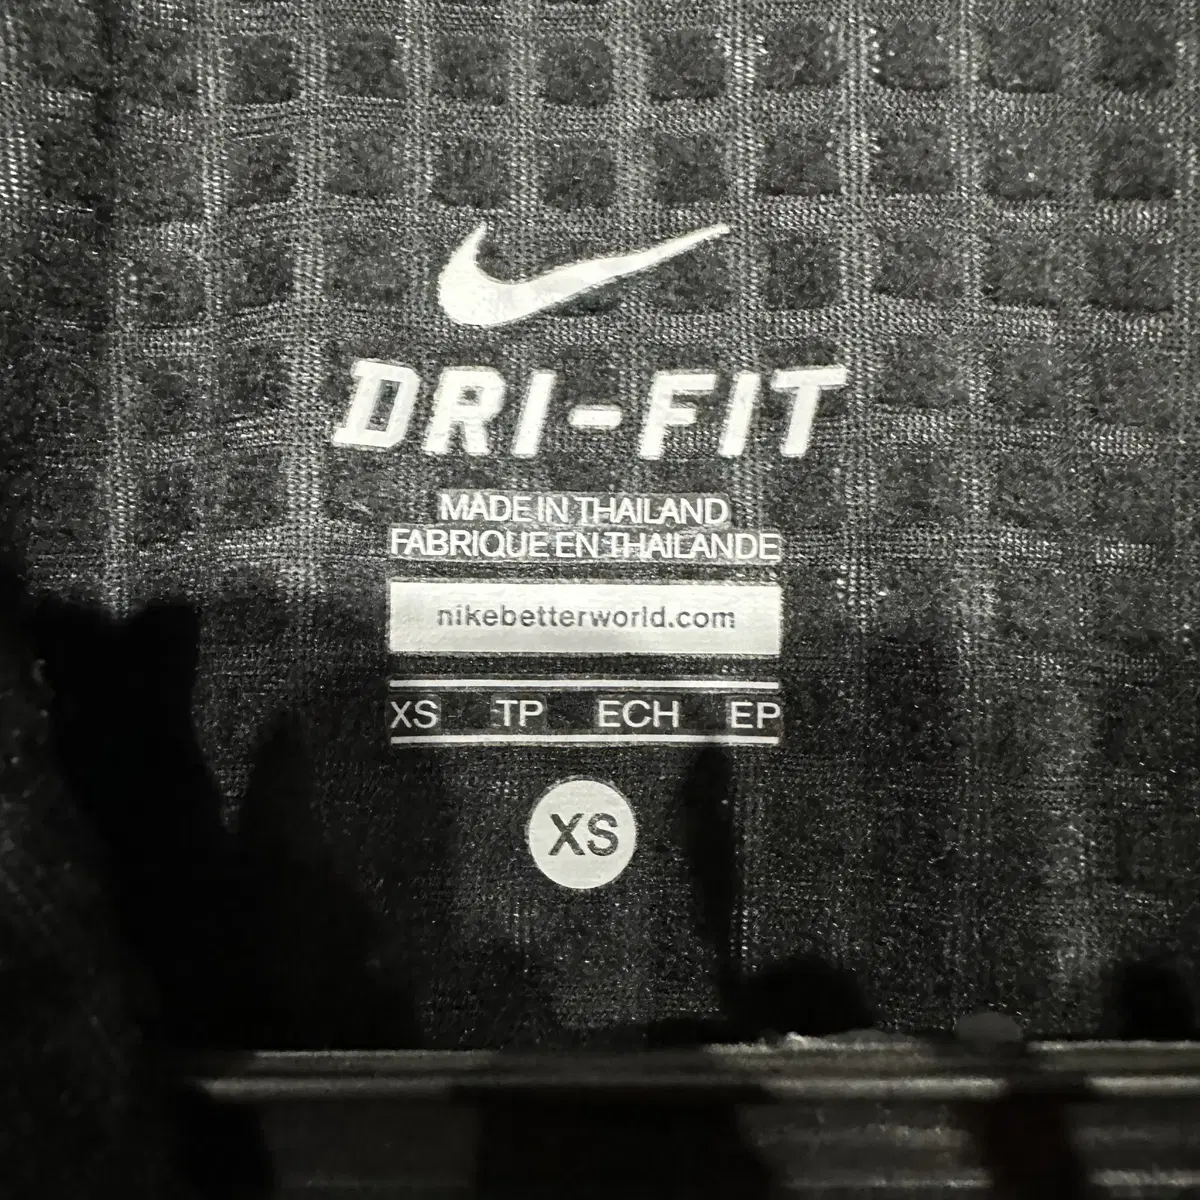 DRI-FIT
MADE IN THAILAND
FABRIQUE EN THAILANDE
nikebetterworld.com
XS TP ECH EP
XS